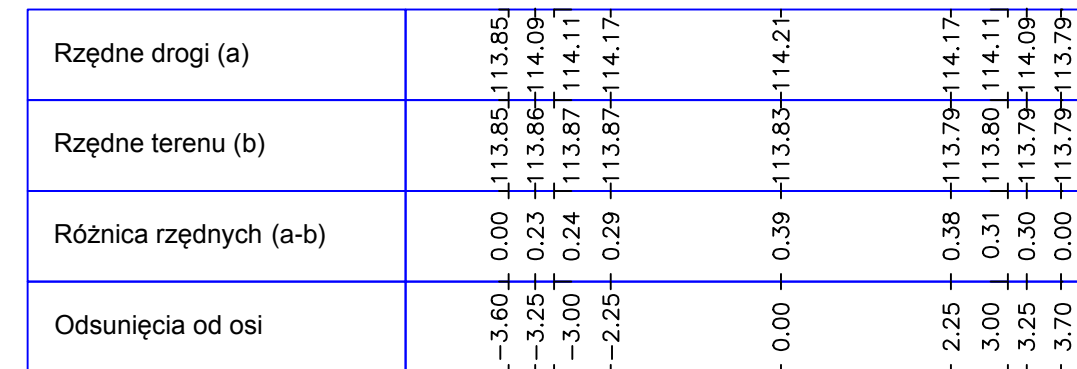 Rzędne drogi (a) 113.85 114.09 114.11 114.17 114.21 114.17 114.11 114.09 113.79
Rzędne terenu (b) 113.85 113.86 113.87 113.87 113.83 113.79 113.80 113.79 113.79
Różnica rzędnych (a-b) 0.00 0.23 0.24 0.29 0.39 0.38 0.31 0.30 0.00
Odsunięcia od osi -3.60 -3.25 -3.00 -2.25 0.00 2.25 3.00 3.25 3.70